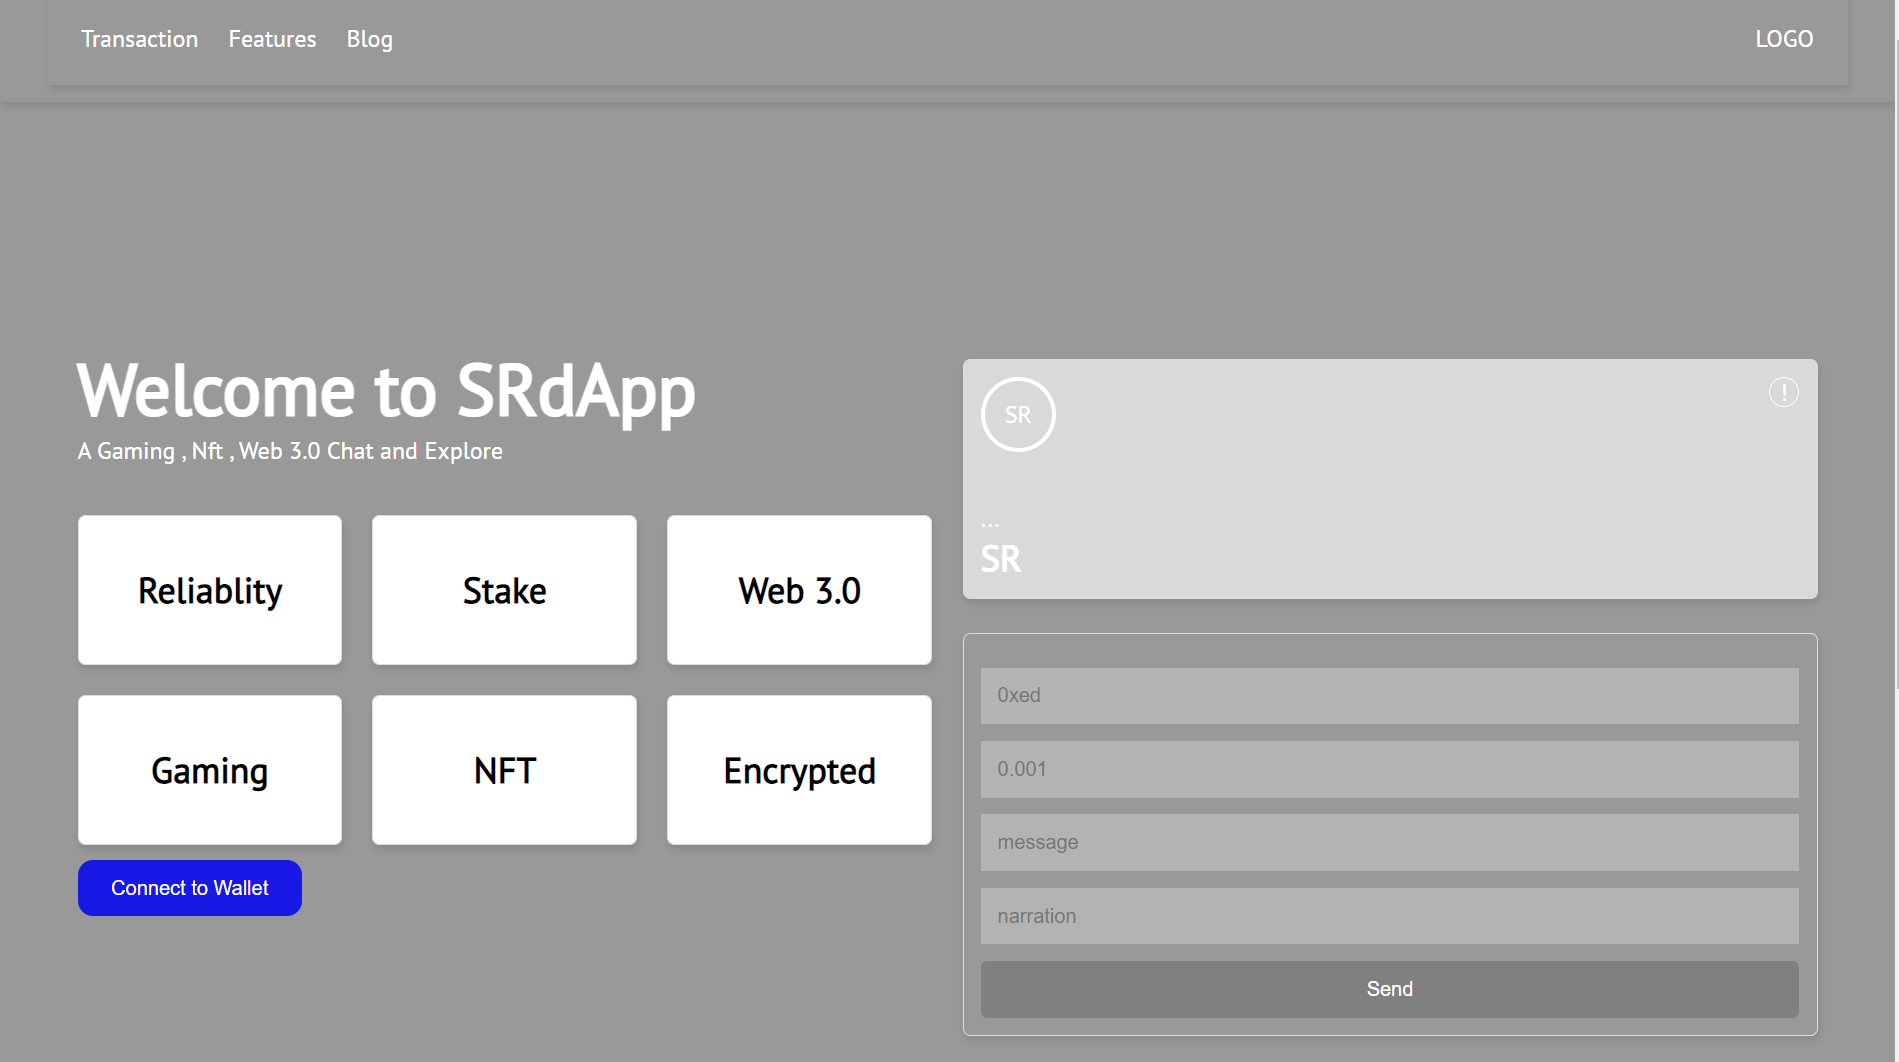 Transaction Features Blog LOGO
Welcome to SRdApp
A Gaming , Nft , Web 3.0 Chat and Explore
Reliablity Stake Web 3.0
Gaming NFT Encrypted
Connect to Wallet
SR !
...
SR
0xed
0.001
message
narration
Send